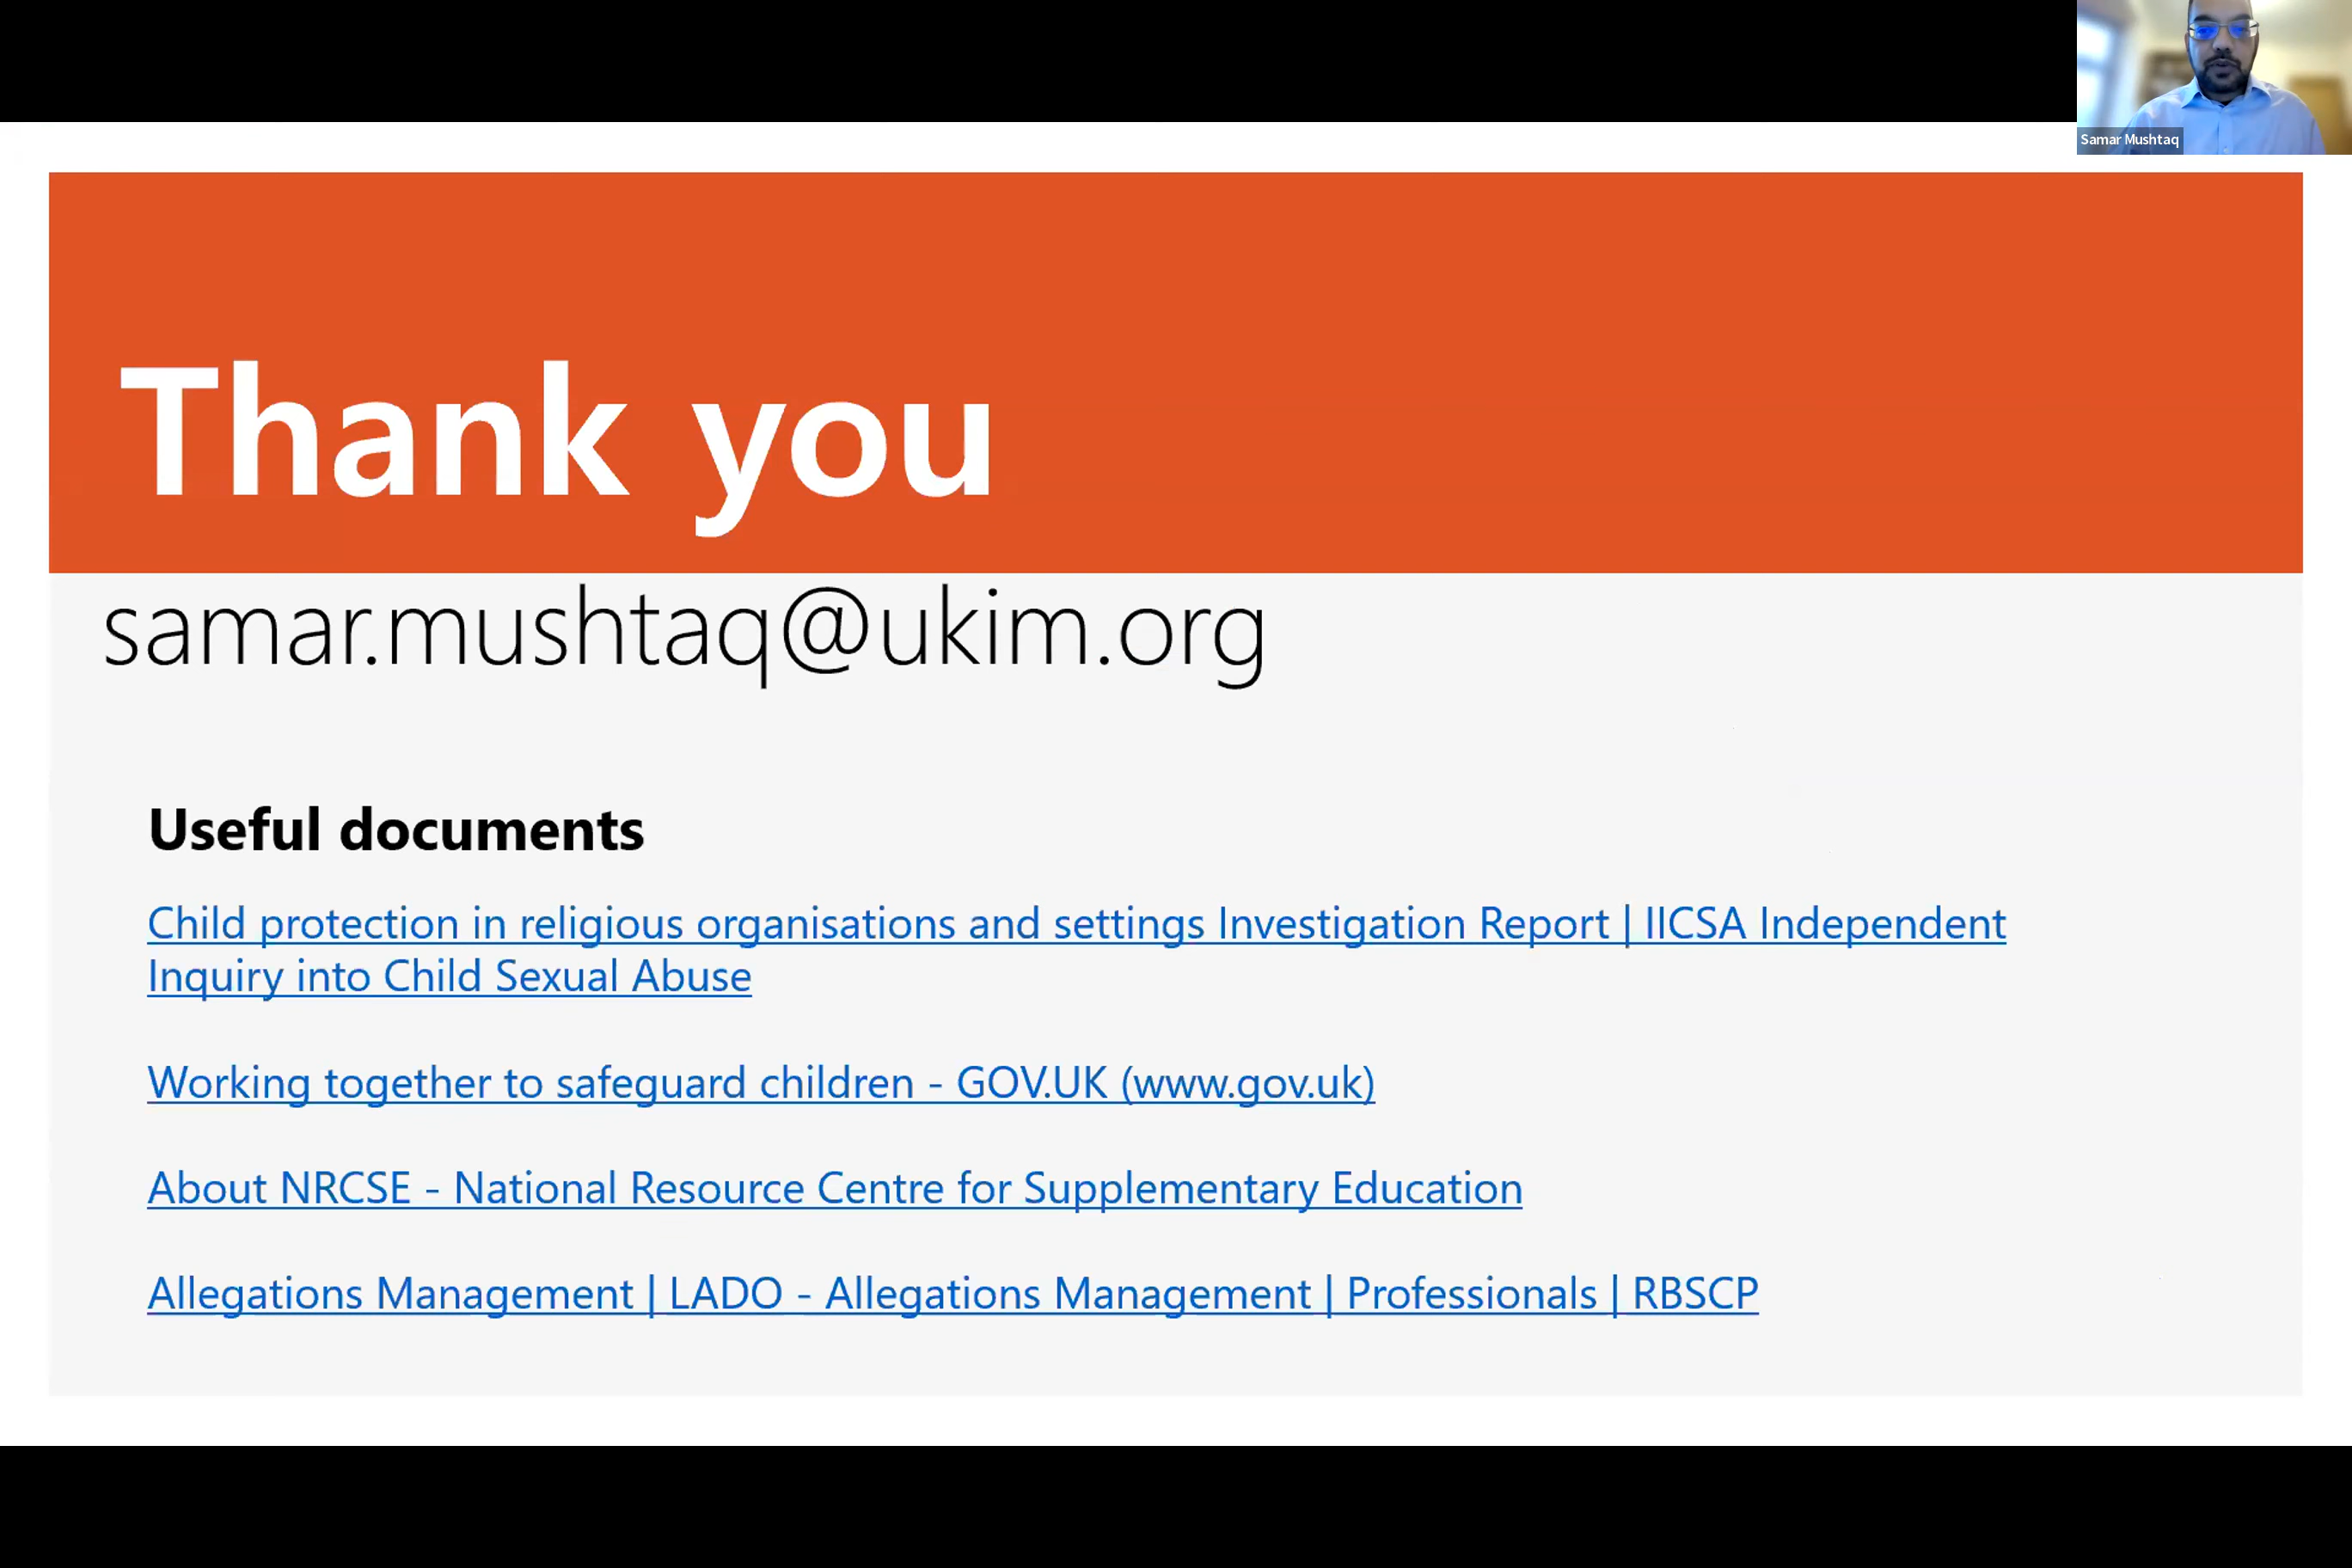 Samar Mushtaq
Thank you
samar.mushtaq@ukim.org
Useful documents
Child protection in religious organisations and settings Investigation Report | IICSA Independent
Inquiry into Child Sexual Abuse
Working together to safeguard children - GOV.UK (www.gov.uk)
About NRCSE - National Resource Centre for Supplementary Education
Allegations Management | LADO - Allegations Management | Professionals | RBSCP